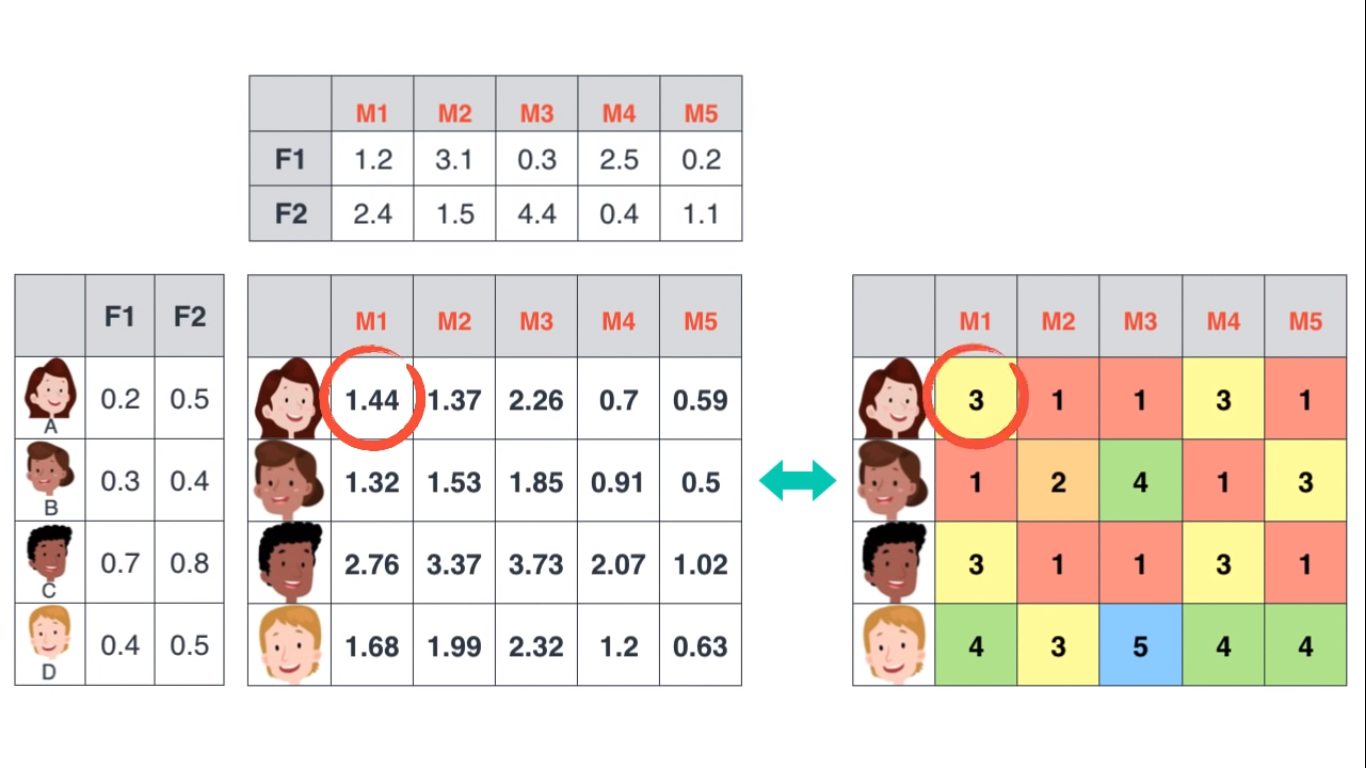 M1 M2 M3 M4 M5
F1 1.2 3.1 0.3 2.5 0.2
F2 2.4 1.5 4.4 0.4 1.1
F1 F2
A 0.2 0.5
B 0.3 0.4
C 0.7 0.8
D 0.4 0.5
M1 M2 M3 M4 M5
1.44 1.37 2.26 0.7 0.59
1.32 1.53 1.85 0.91 0.5
2.76 3.37 3.73 2.07 1.02
1.68 1.99 2.32 1.2 0.63
M1 M2 M3 M4 M5
3 1 1 3 1
1 2 4 1 3
3 1 1 3 1
4 3 5 4 4